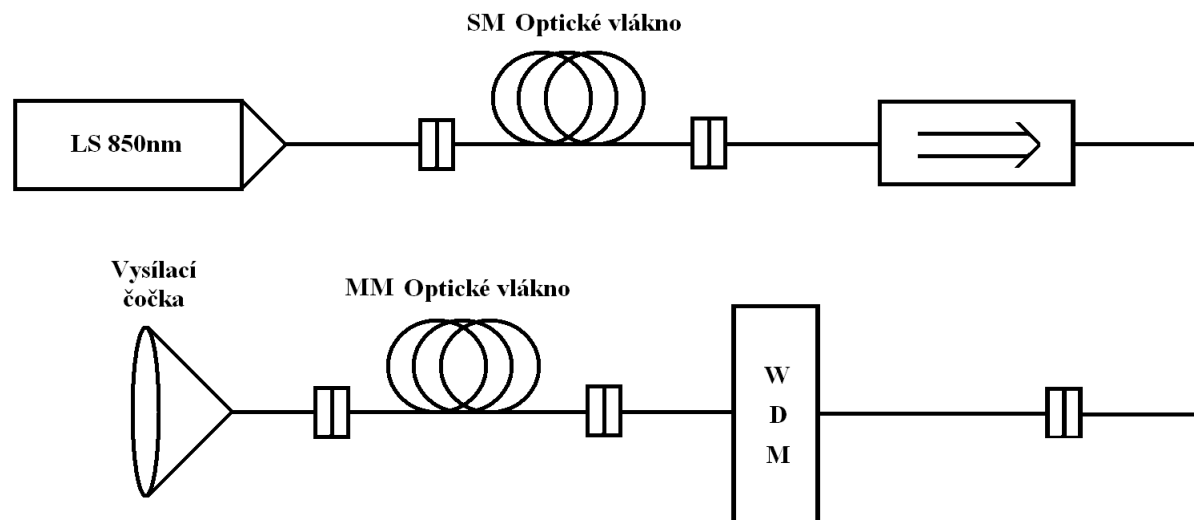 SM Optické vlákno
LS 850nm
Vysílací
čočka
MM Optické vlákno
W
D
M